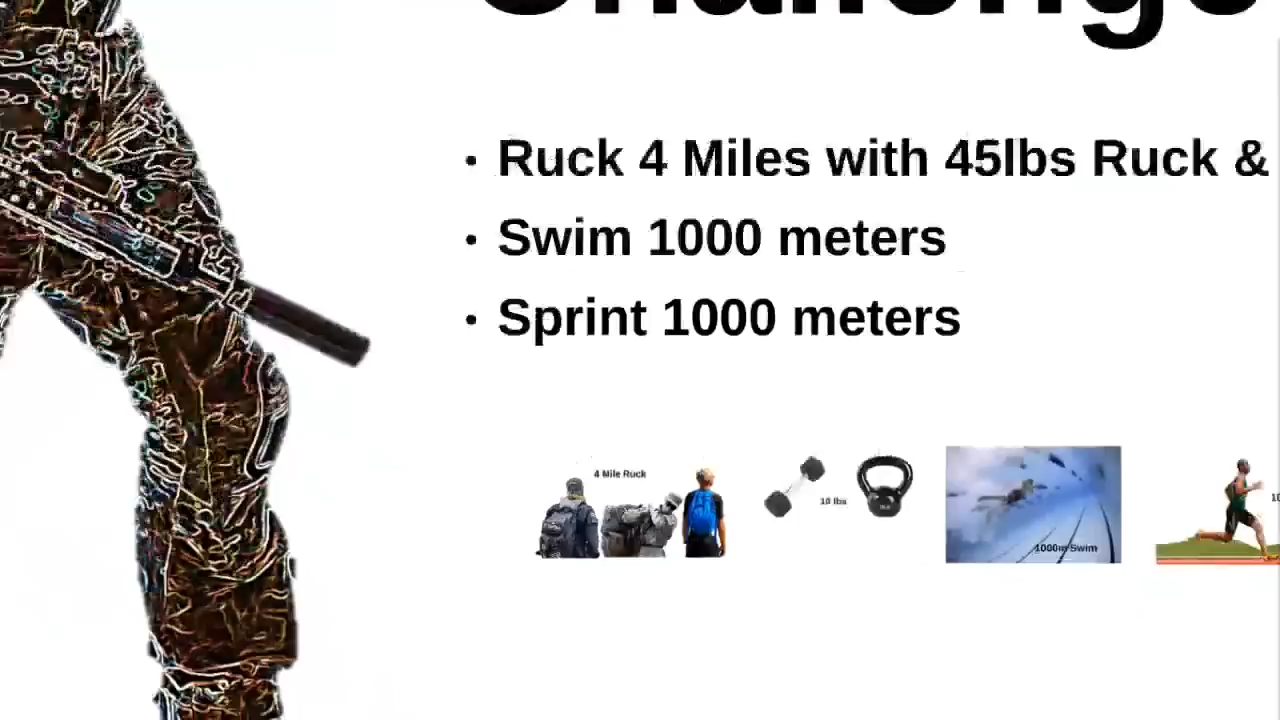 Challenge
Ruck 4 Miles with 45lbs Ruck &
Swim 1000 meters
Sprint 1000 meters
4 Mile Ruck
10 lbs
1000m Swim